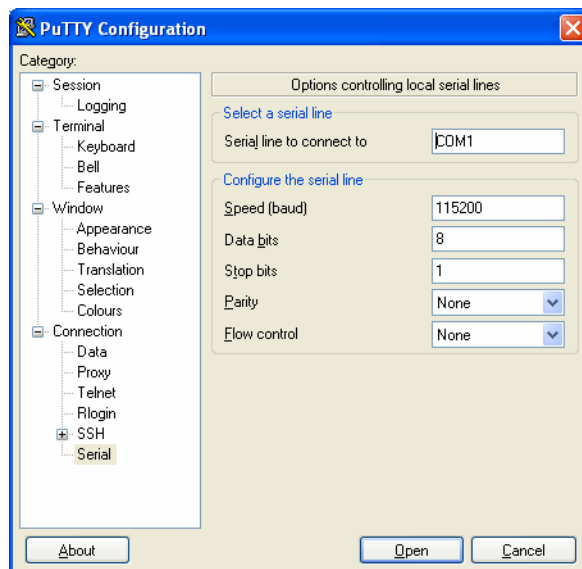 PuTTY Configuration
Category:
Session
Logging
Terminal
Keyboard
Bell
Features
Window
Appearance
Behaviour
Translation
Selection
Colours
Connection
Data
Proxy
Telnet
Rlogin
SSH
Serial
Options controlling local serial lines
Select a serial line
Serial line to connect to COM1
Configure the serial line
Speed (baud) 115200
Data bits 8
Stop bits 1
Parity None
Flow control None
About Open Cancel